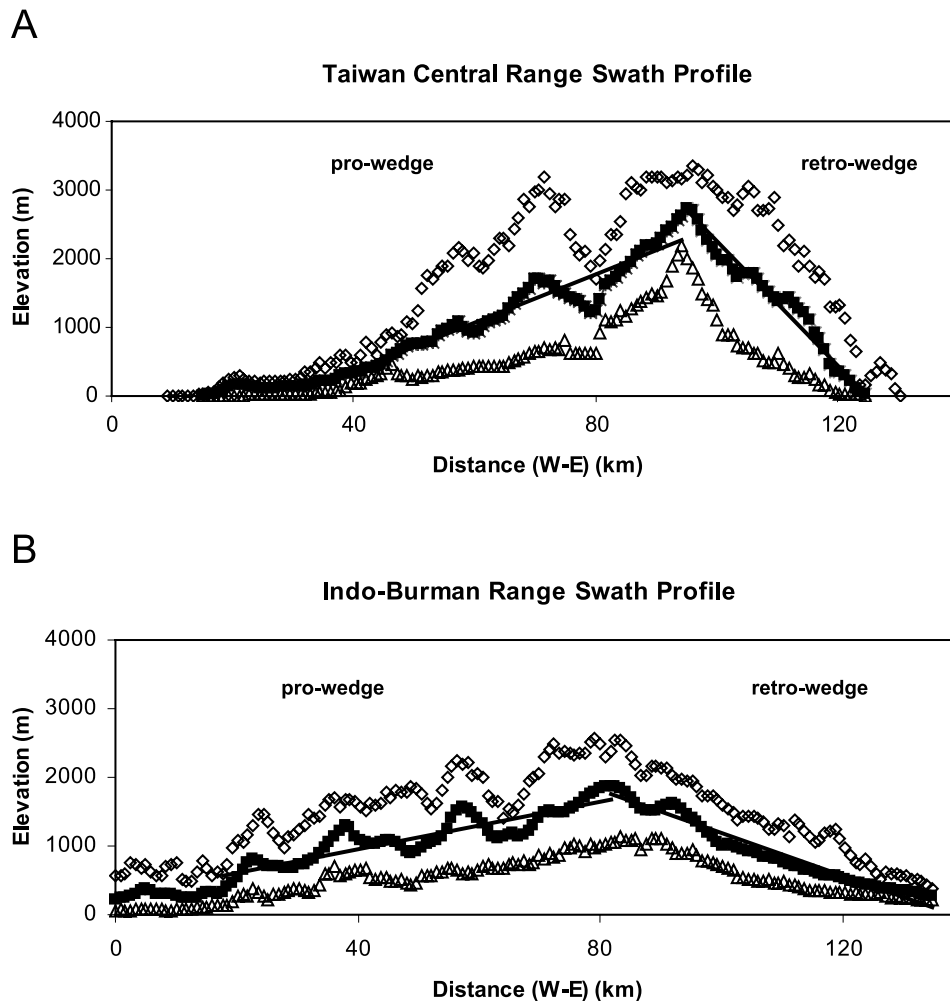 A
Taiwan Central Range Swath Profile
4000
3000
2000
1000
0
Elevation (m)
pro-wedge
retro-wedge
0
40
80
120
Distance (W-E) (km)
B
Indo-Burman Range Swath Profile
4000
3000
2000
1000
0
Elevation (m)
pro-wedge
retro-wedge
0
40
80
120
Distance (W-E) (km)